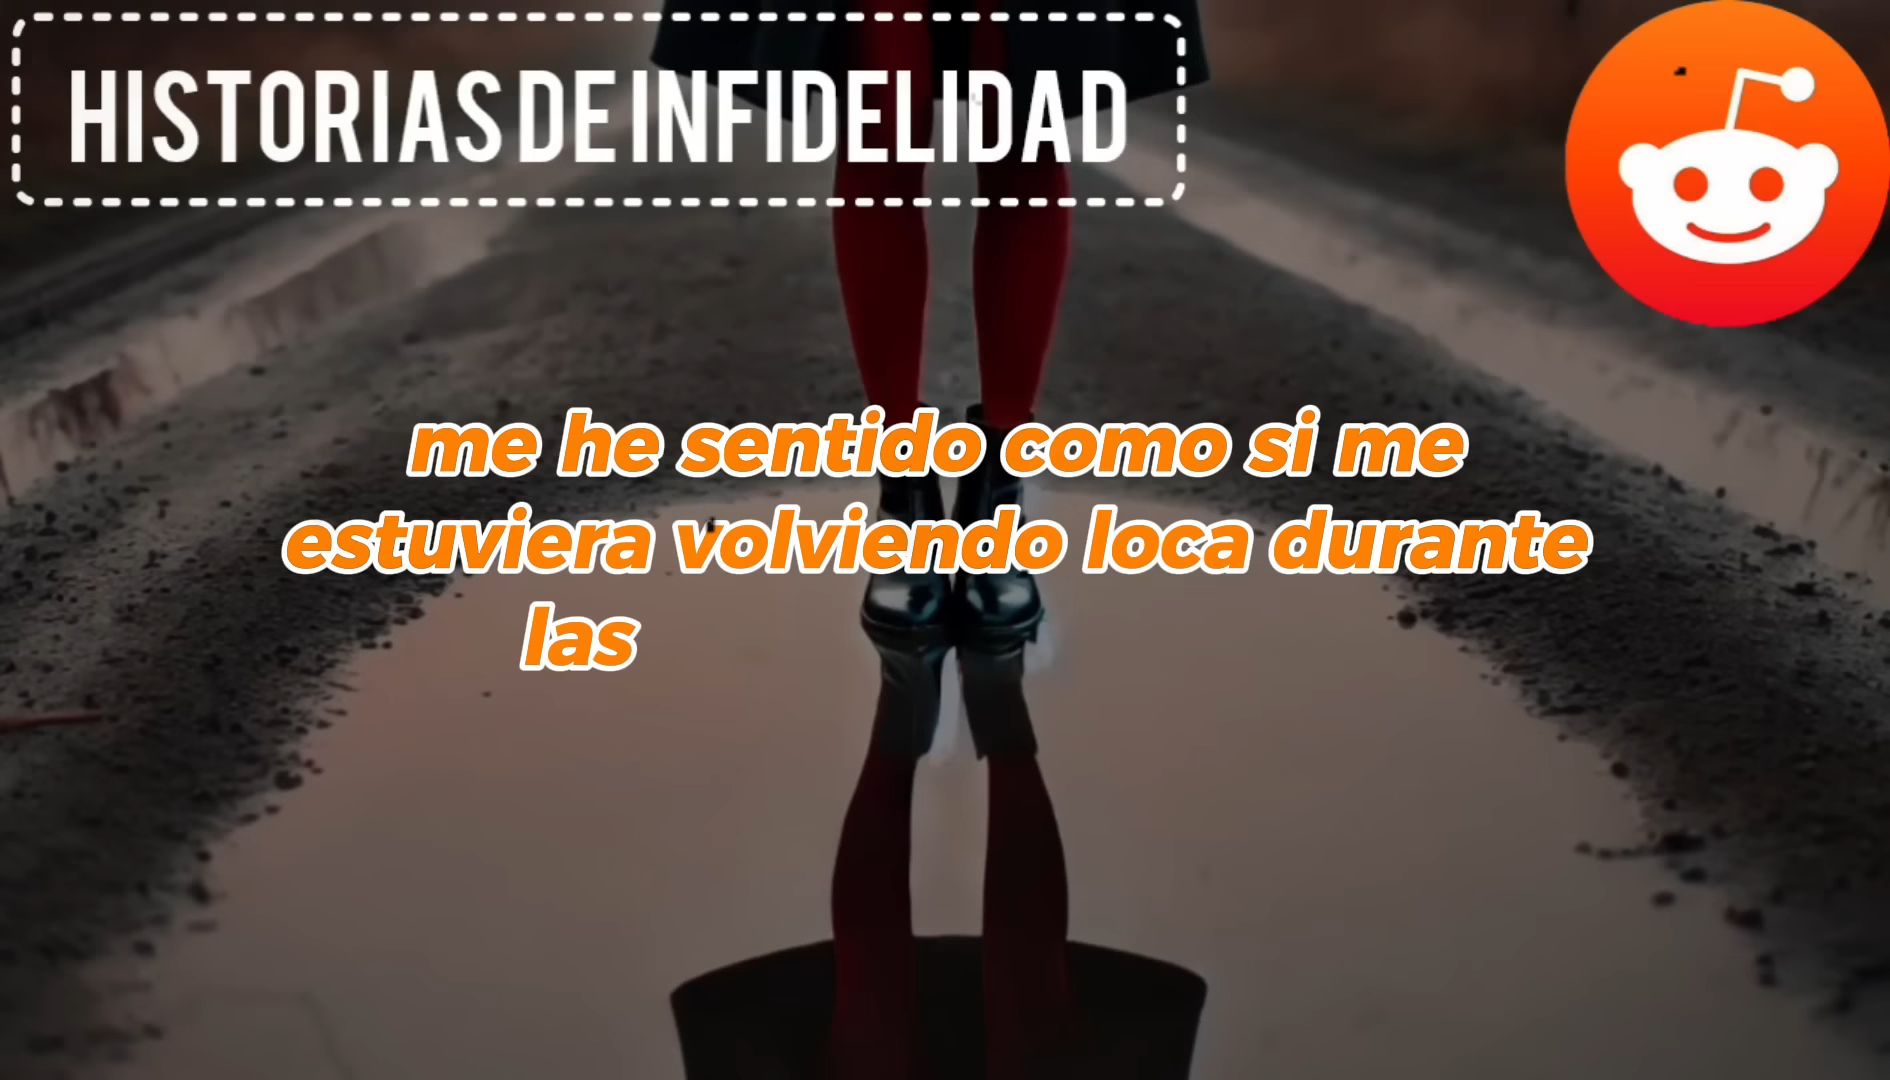 HISTORIAS DE INFIDELIDAD
me he sentido como si me
estuviera volviendo loca durante
las